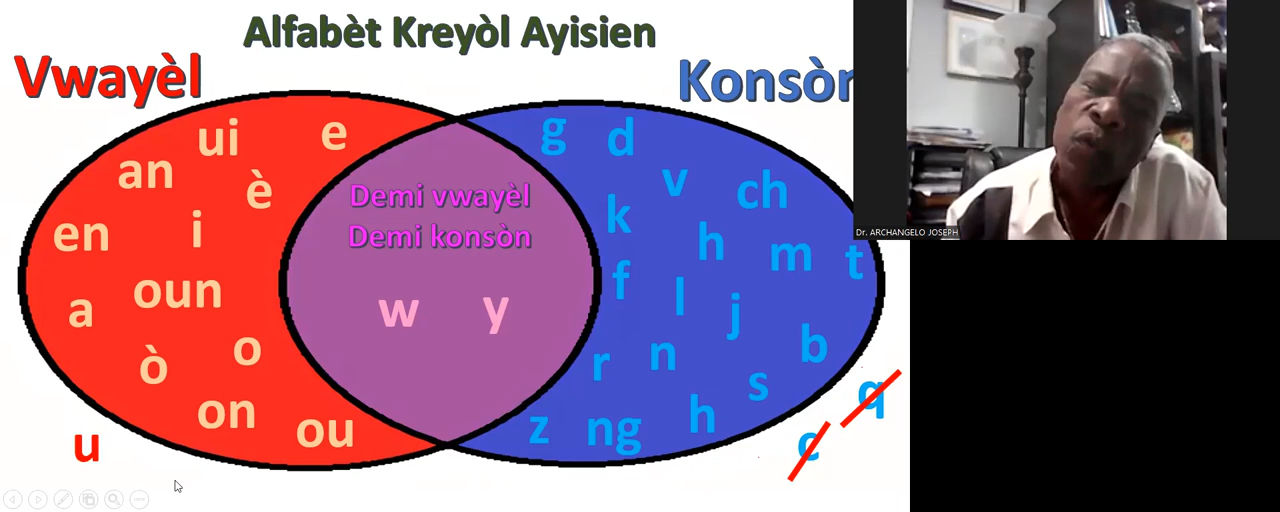 Alfabèt Kreyòl Ayisien
Vwayèl
Konsòn
ui e
an è
en i
a oun
ò o
on ou
u
Demi vwayèl
Demi konsòn
w y
g d
v ch
k h m t
f l j
r n b
s
z ng h
q
c
Dr. ARCHANGELO JOSEPH